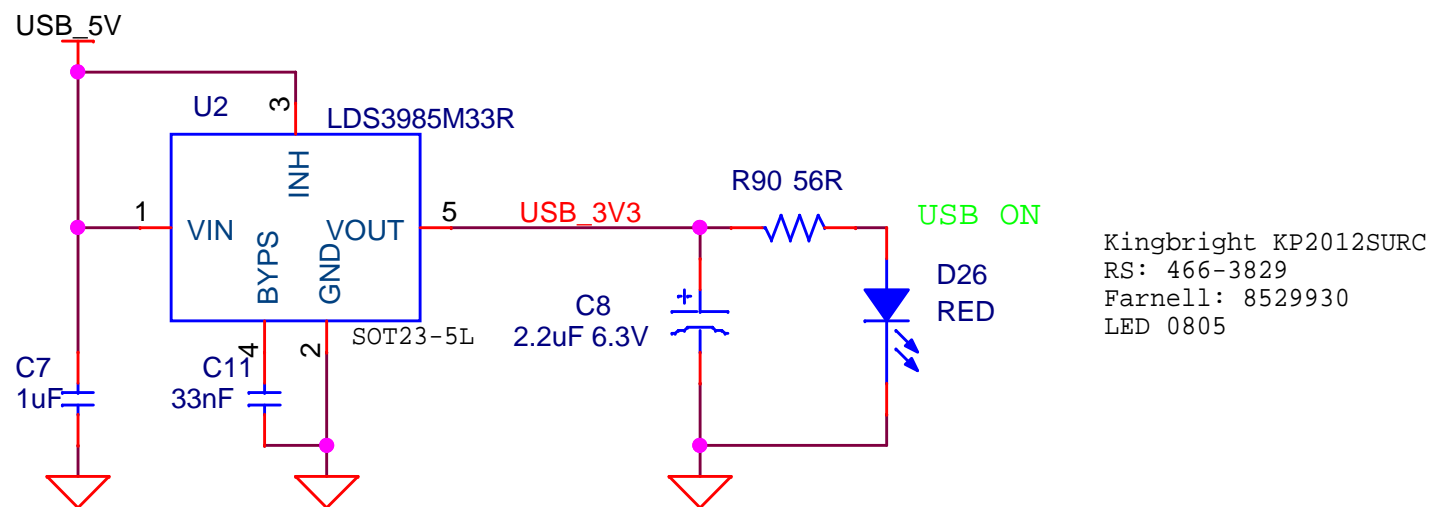 USB_5V
U2
3
LDS3985M33R
INH
1
VIN
BYPS
GND
VOUT
5
USB_3V3
R90 56R
USB ON
D26
RED
Kingbright KP2012SURC
RS: 466-3829
Farnell: 8529930
LED 0805
C8
2.2uF 6.3V
SOT23-5L
4
2
C7
1uF
C11
33nF